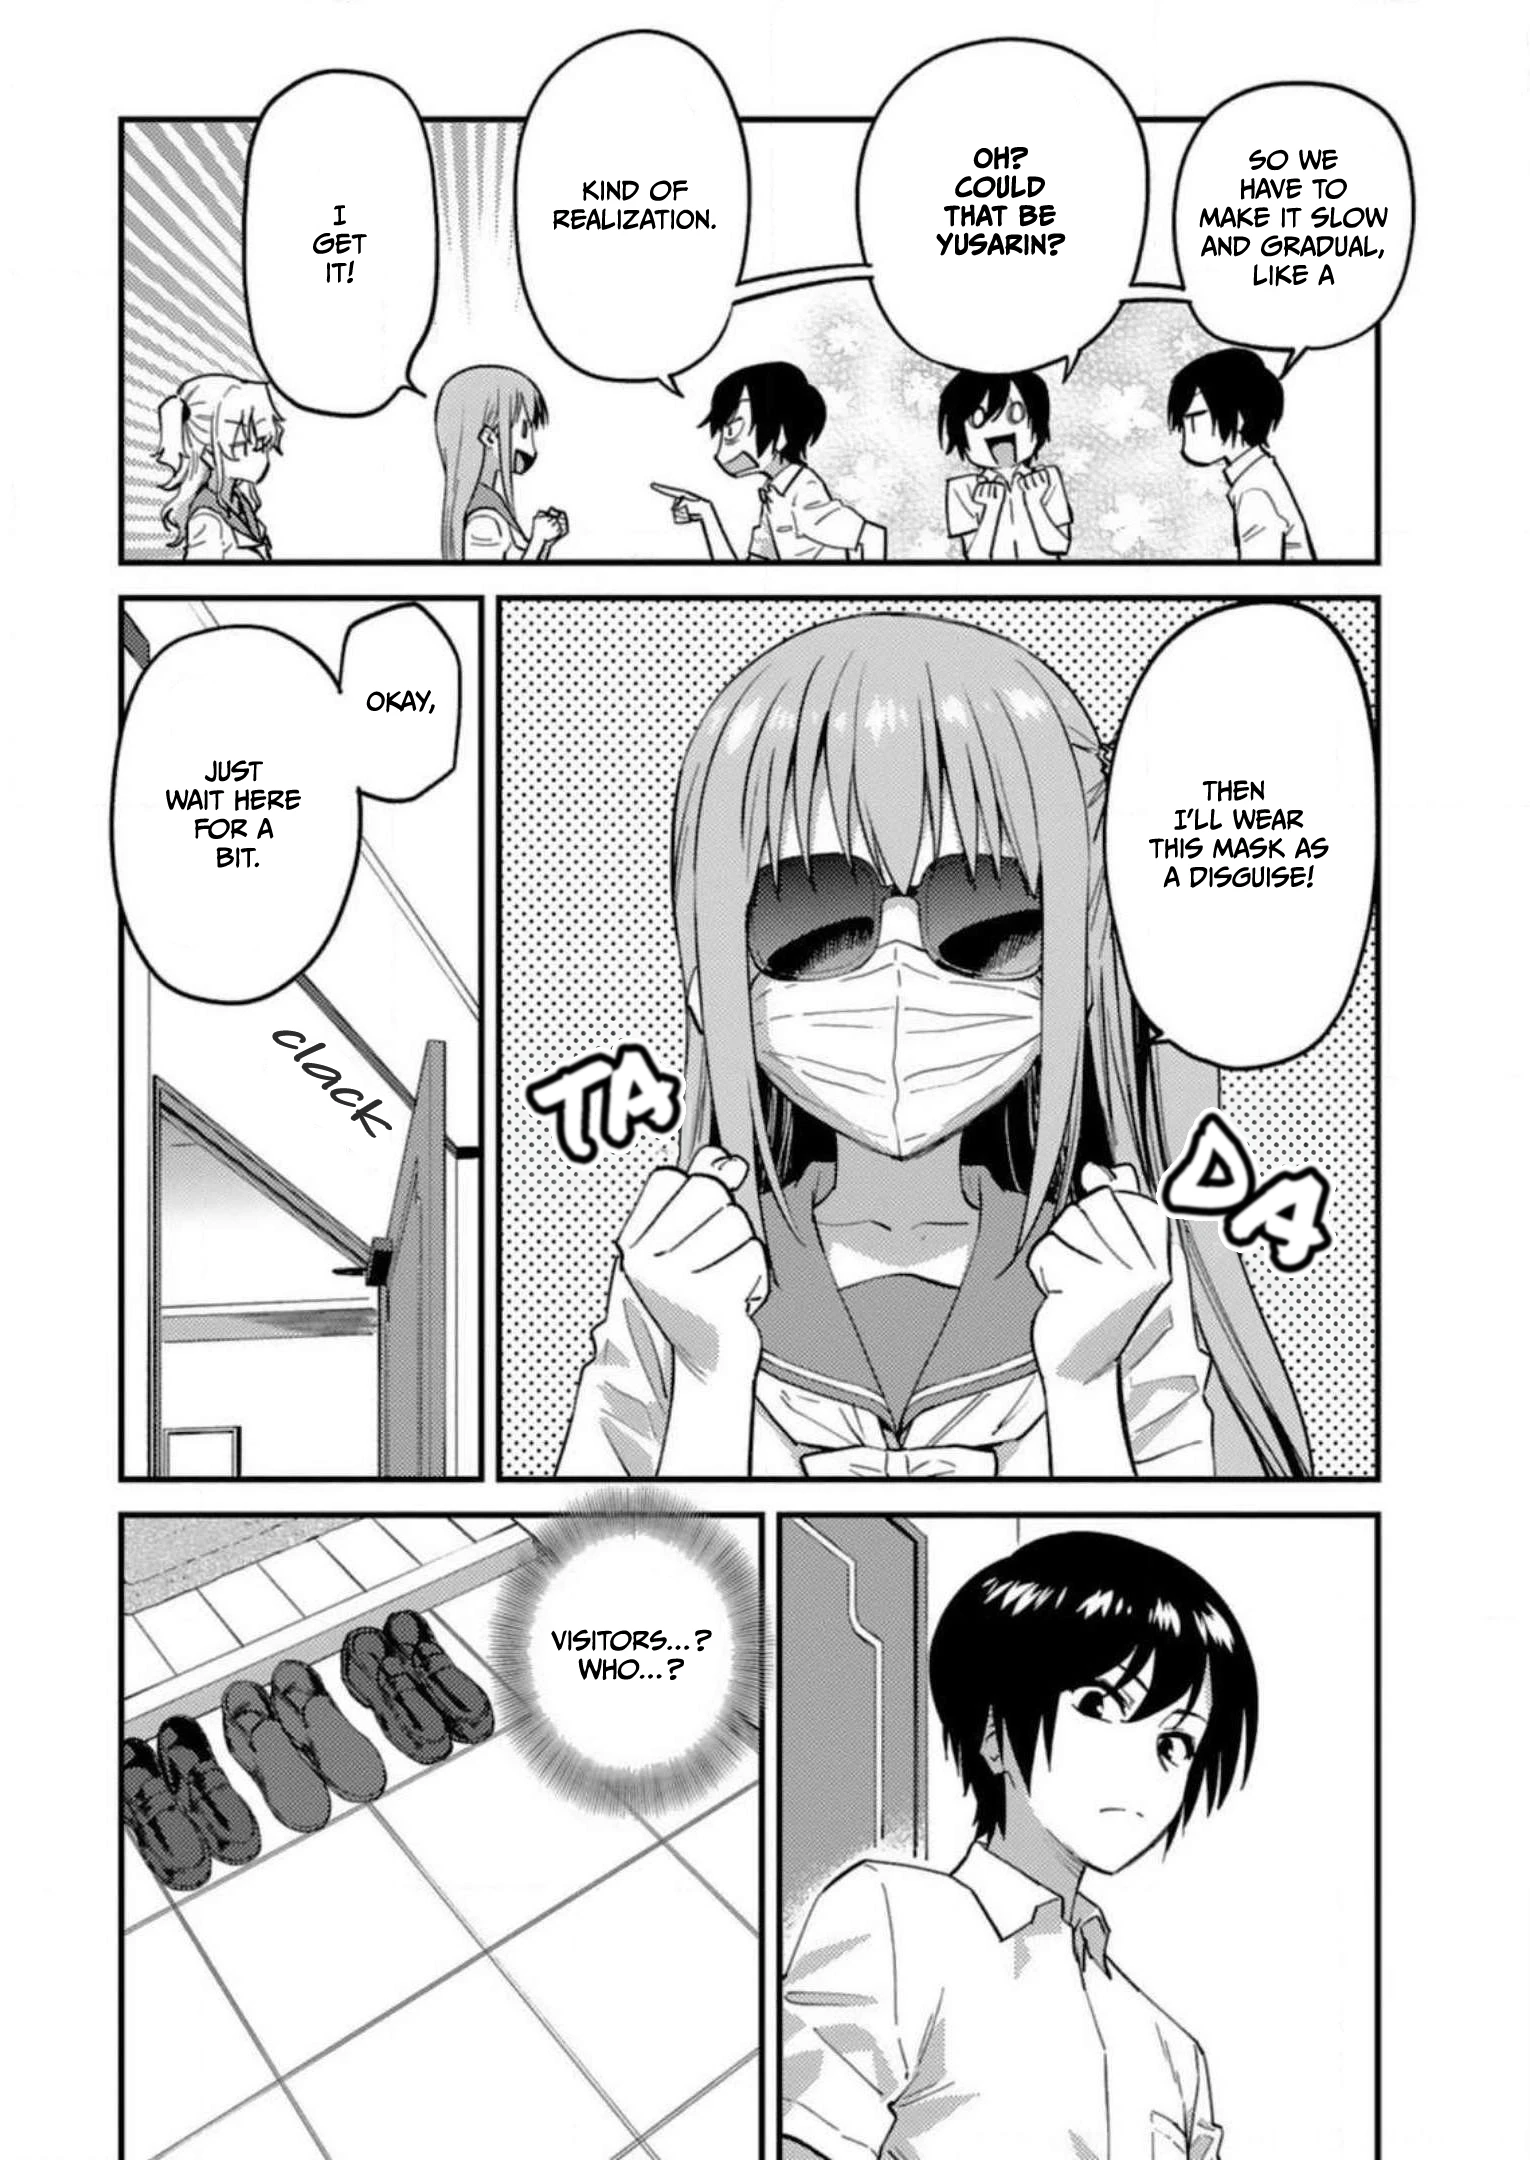 SO WE
HAVE TO
MAKE IT SLOW
AND GRADUAL,
LIKE A
OH?
COULD
THAT BE
YUSARIN?
KIND OF
REALIZATION.
I
GET
IT!
THEN
I'LL WEAR
THIS MASK AS
A DISGUISE!
TA
DA
OKAY,
JUST
WAIT HERE
FOR A
BIT.
clack
VISITORS...?
WHO...?